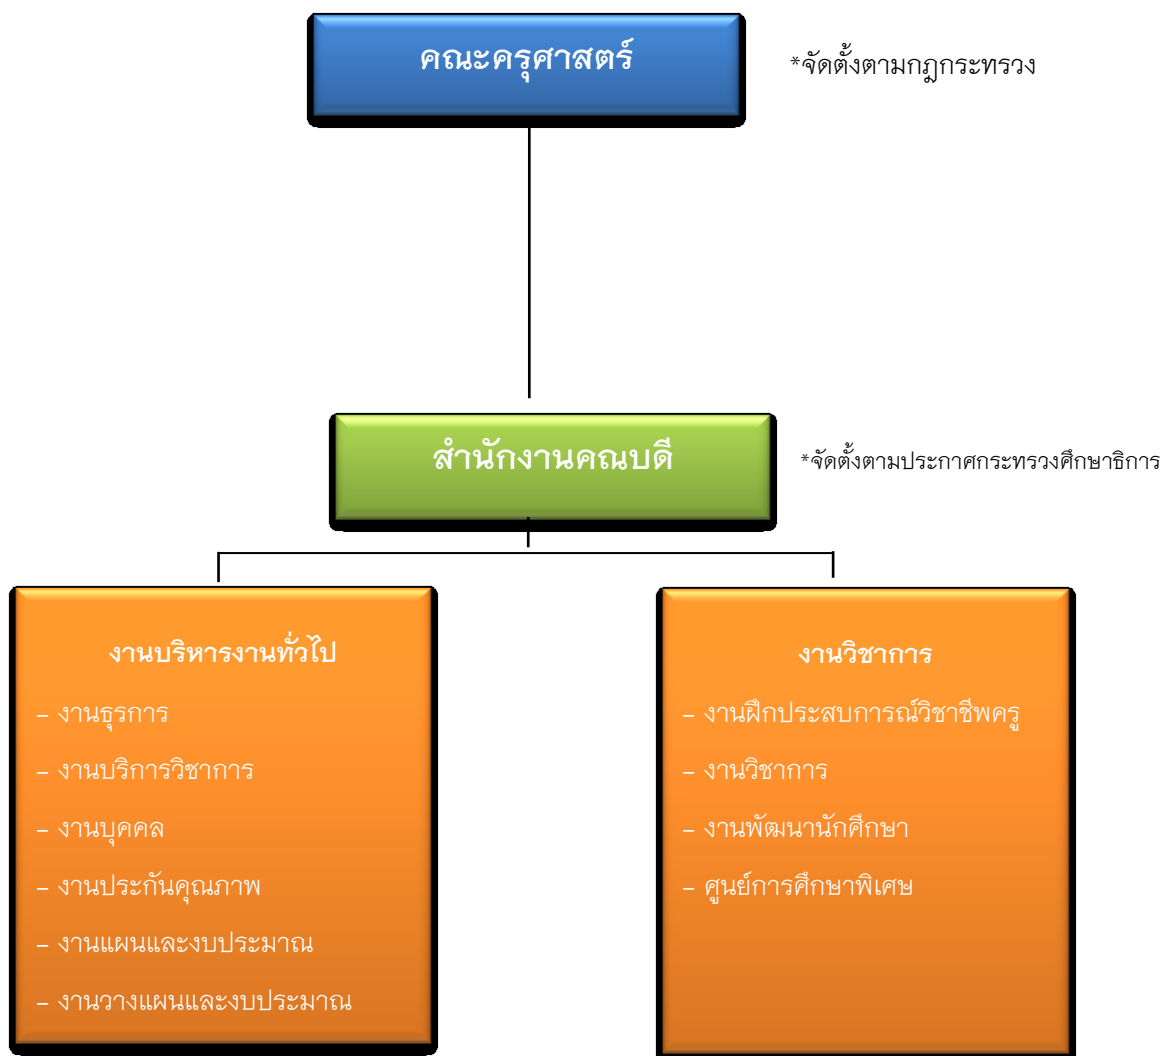 คณะครุศาสตร์
*จัดตั้งตามกฎกระทรวง
สำนักงานคณบดี
*จัดตั้งตามประกาศกระทรวงศึกษาธิการ
งานบริหารงานทั่วไป
– งานธุรการ
– งานบริการวิชาการ
– งานบุคคล
– งานประกันคุณภาพ
– งานแผนและงบประมาณ
– งานวางแผนและงบประมาณ
งานวิชาการ
– งานฝึกประสบการณ์วิชาชีพครู
– งานวิชาการ
– งานพัฒนานักศึกษา
– ศูนย์การศึกษาพิเศษ